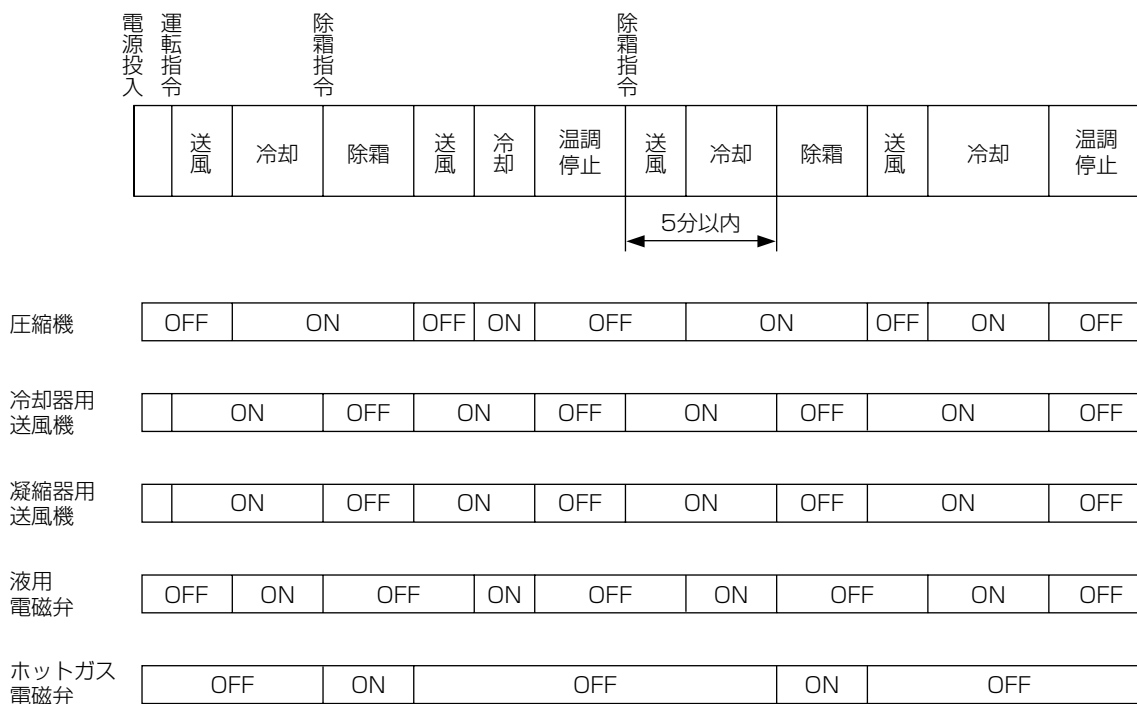 電源投入
運転指令
除霜指令
除霜指令
送風
冷却
除霜
送風
冷却
温調
停止
送風
冷却
除霜
送風
冷却
温調
停止
5分以内
圧縮機
OFF
ON
OFF
ON
OFF
ON
OFF
ON
OFF
冷却器用
送風機
ON
OFF
ON
OFF
ON
OFF
ON
OFF
凝縮器用
送風機
ON
OFF
ON
OFF
ON
OFF
ON
OFF
液用
電磁弁
OFF
ON
OFF
ON
OFF
ON
OFF
ON
OFF
ホットガス
電磁弁
OFF
ON
OFF
ON
OFF